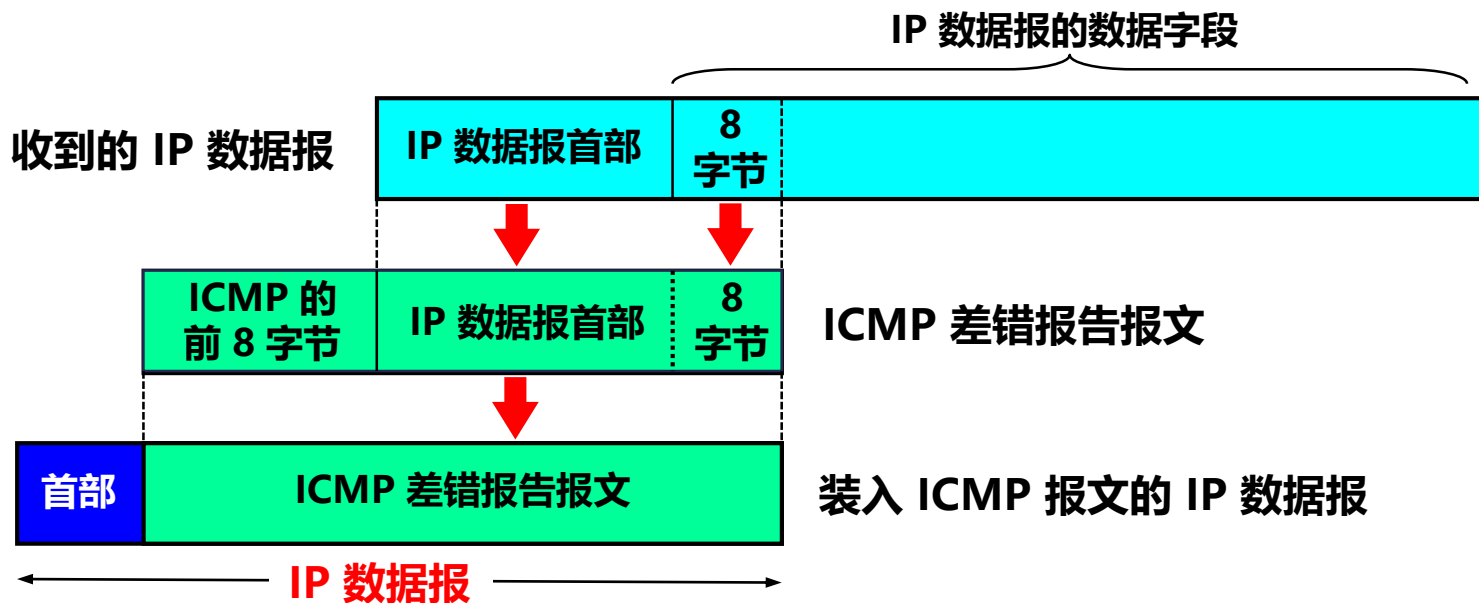 IP 数据报的数据字段
收到的 IP 数据报
IP 数据报首部
8
字节
ICMP 的
前 8 字节
IP 数据报首部
8
字节
ICMP 差错报告报文
首部
ICMP 差错报告报文
装入 ICMP 报文的 IP 数据报
IP 数据报